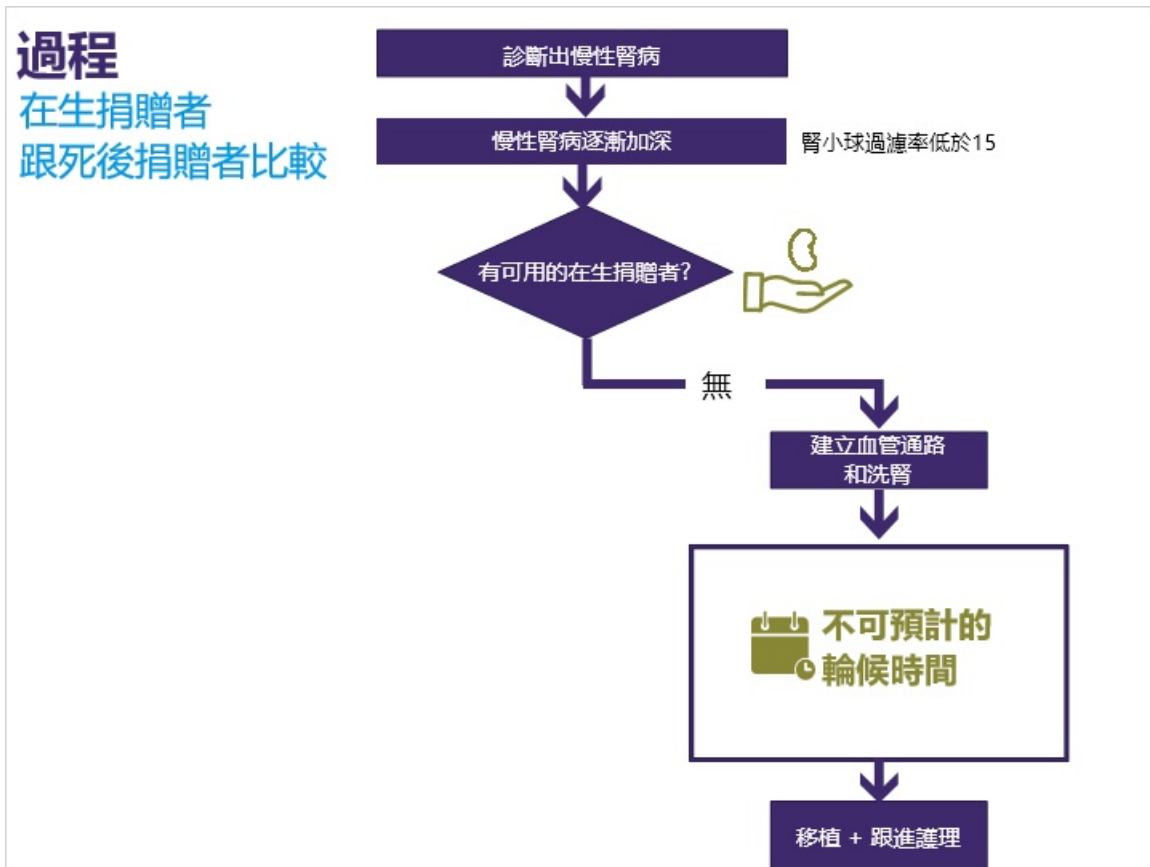 過程
在生捐贈者
跟死後捐贈者比較
診斷出慢性腎病
慢性腎病逐漸加深
腎小球過濾率低於15
有可用的在生捐贈者?
無
建立血管通路
和洗腎
不可預計的
輪候時間
移植 + 跟進護理